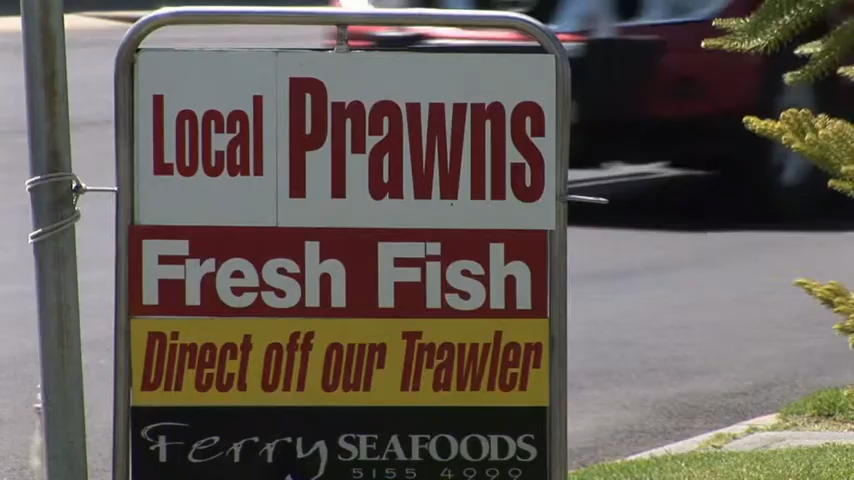 Local Prawns
Fresh Fish
Direct off our Trawler
Ferry SEAFOODS
5155 4999